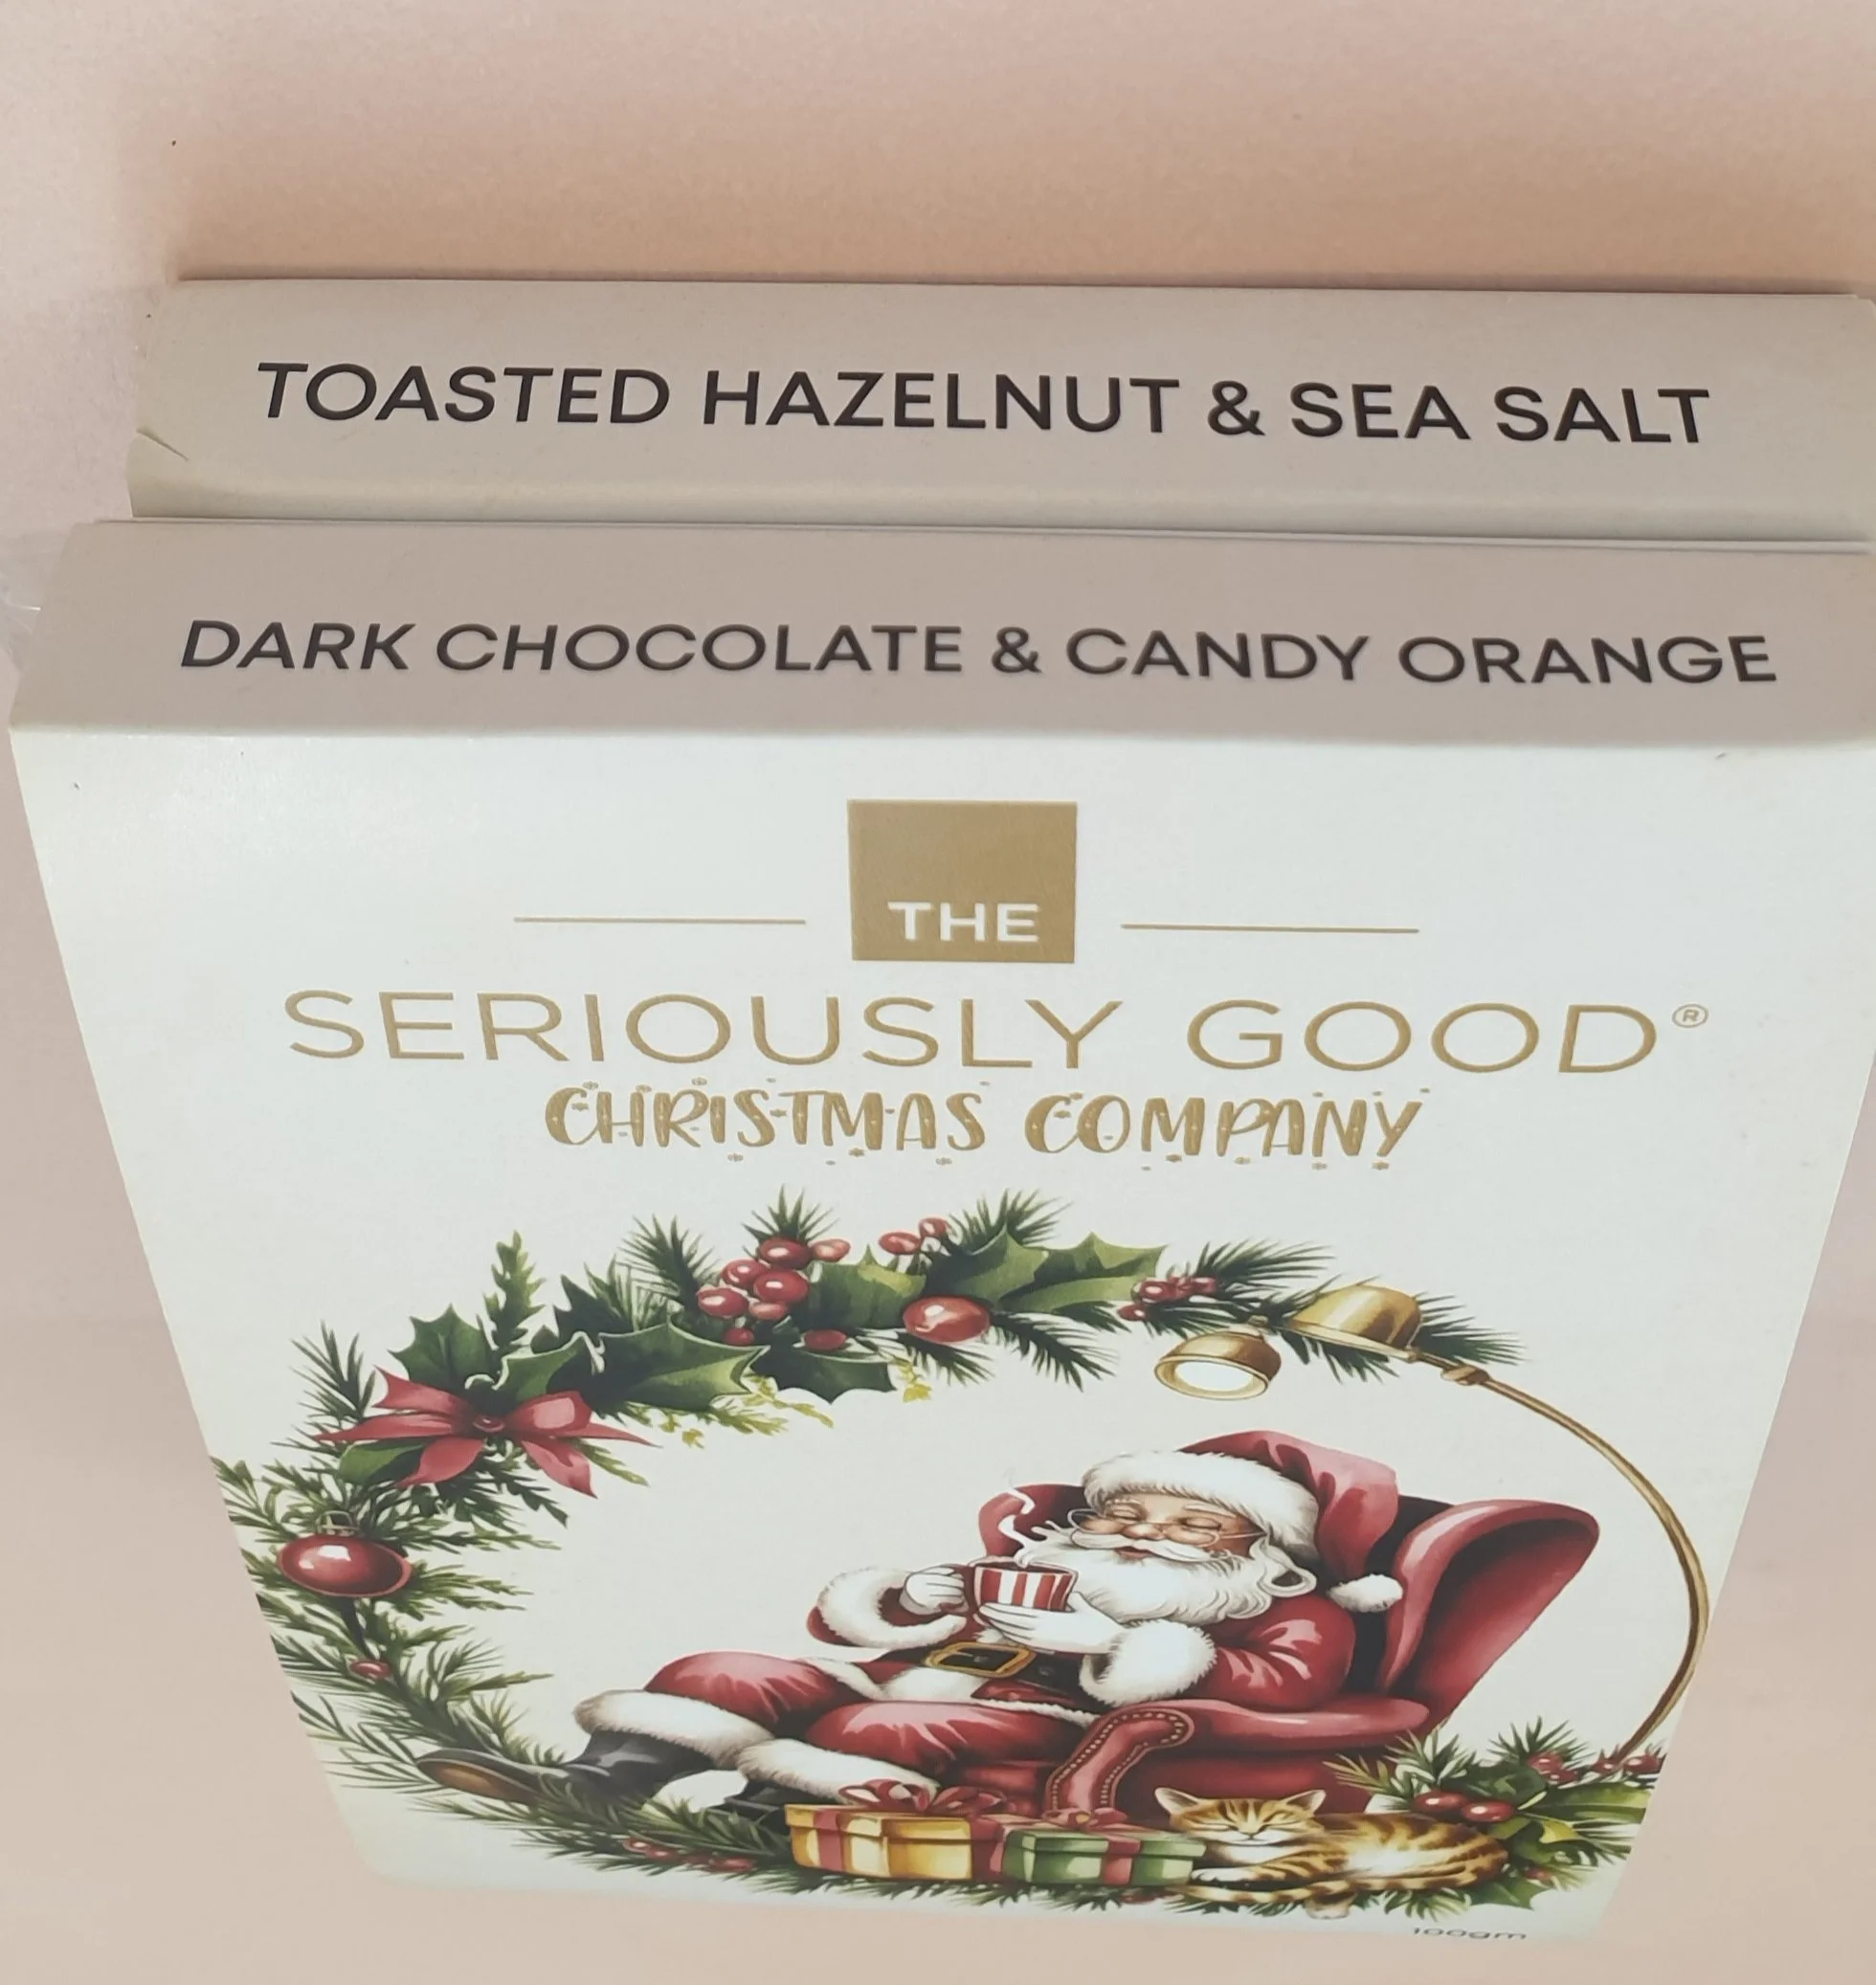 TOASTED HAZELNUT & SEA SALT
DARK CHOCOLATE & CANDY ORANGE
THE
SERIOUSLY GOOD®
CHRISTMAS COMPANY
100gm